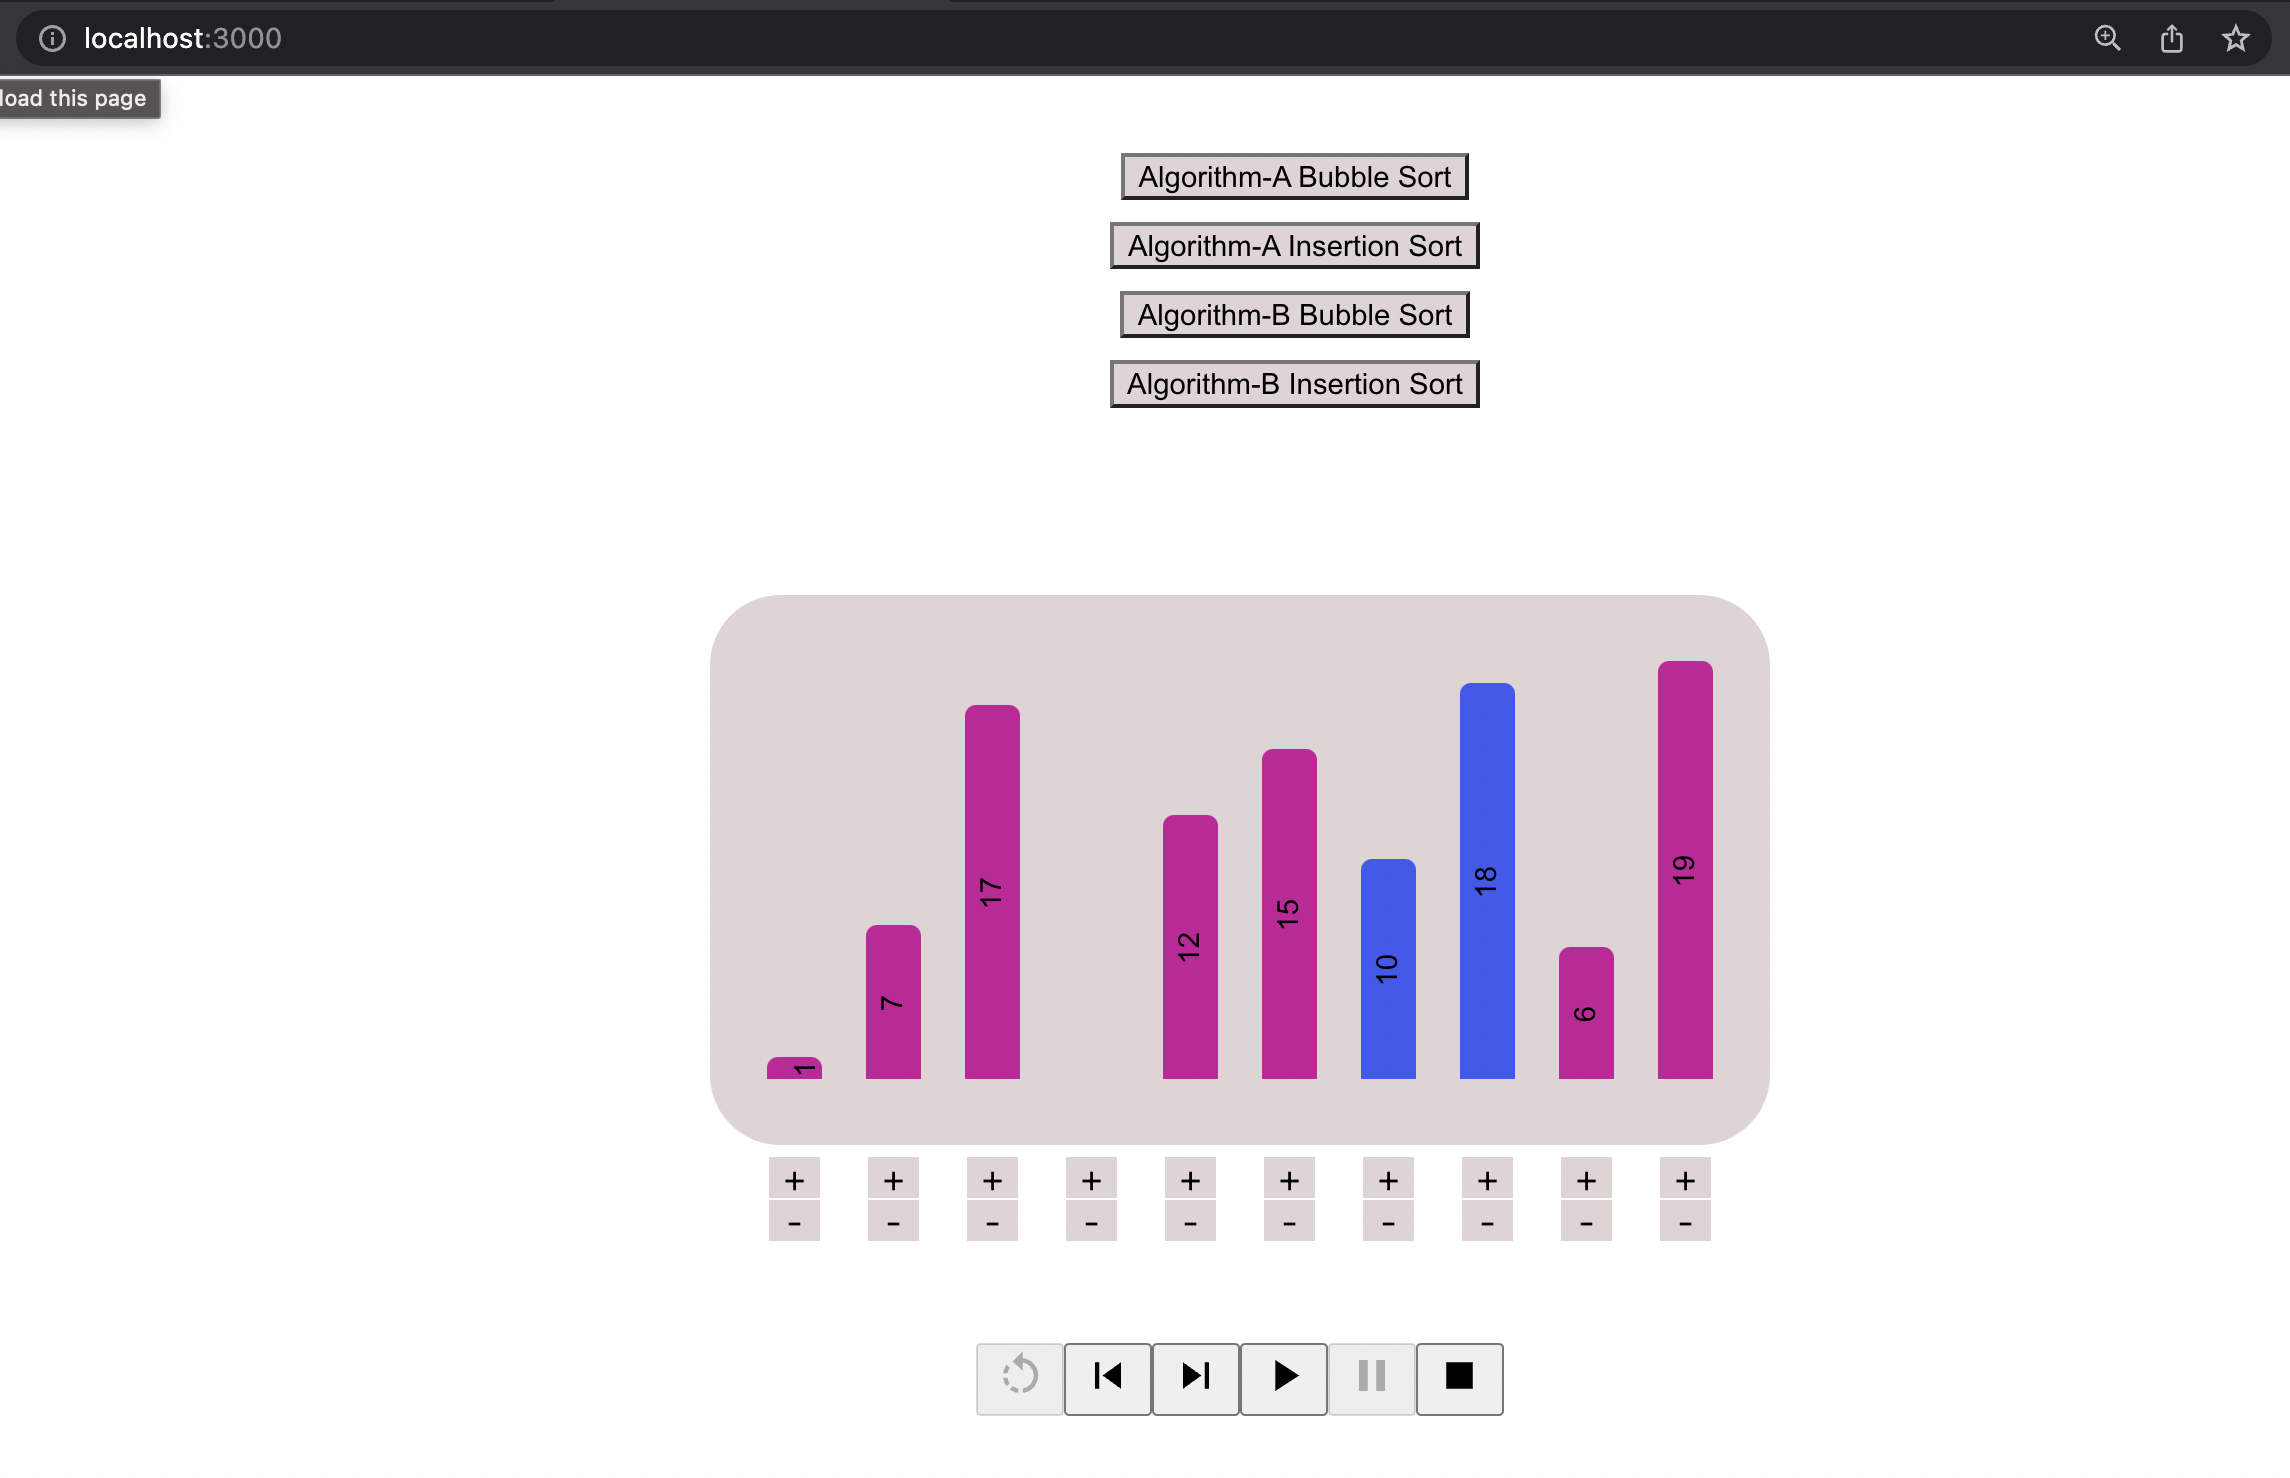 localhost:3000
load this page
Algorithm-A Bubble Sort
Algorithm-A Insertion Sort
Algorithm-B Bubble Sort
Algorithm-B Insertion Sort
1 7 17 12 15 10 18 6 19
+ + + + + + + + + +
- - - - - - - - - -